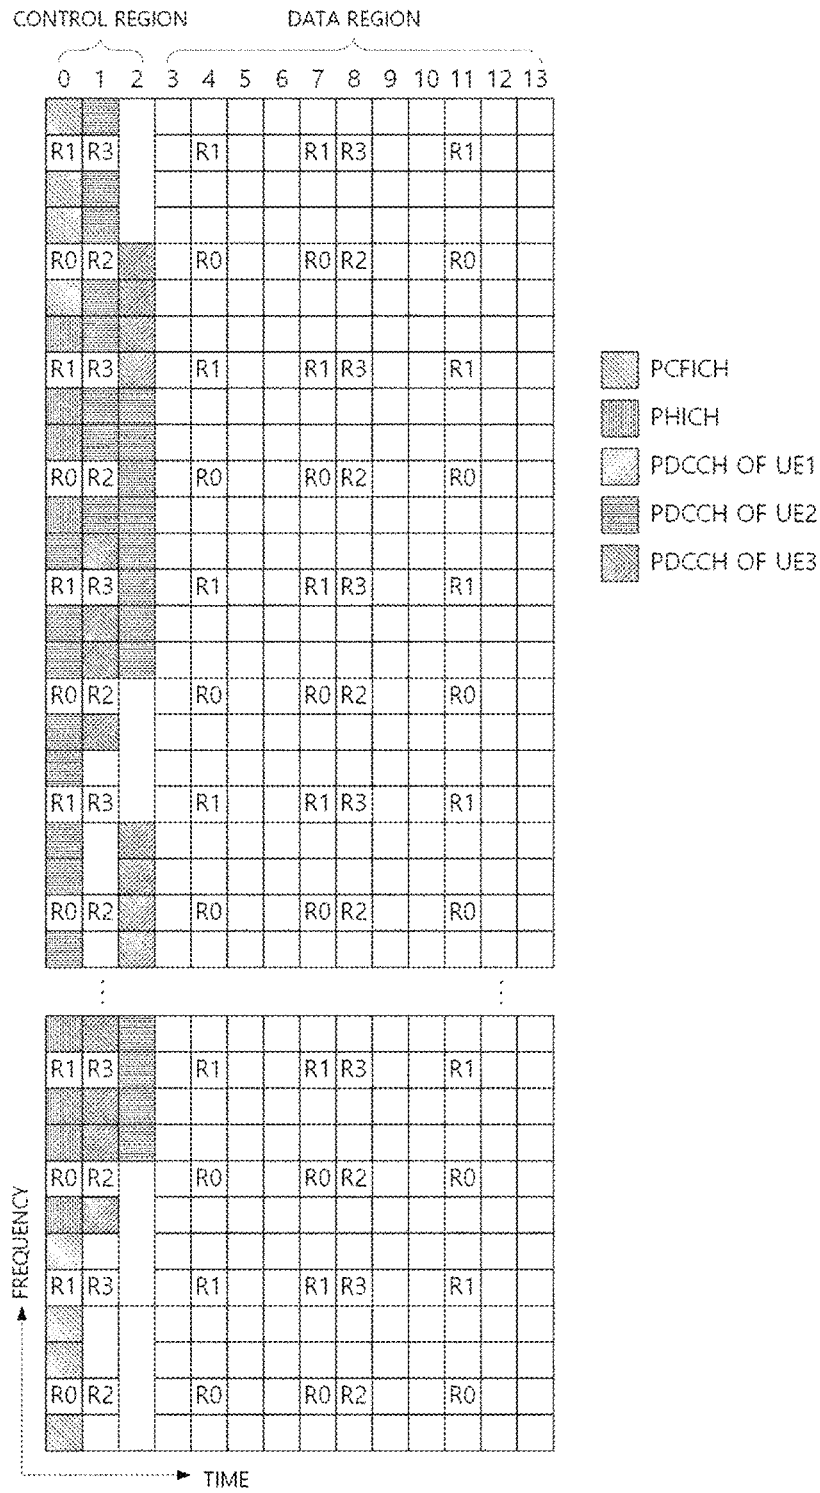 CONTROL REGION DATA REGION
0 1 2 3 4 5 6 7 8 9 10 11 12 13
R1 R3 R1 R1 R3 R1
R0 R2 R0 R0 R2 R0
R1 R3 R1 R1 R3 R1
R0 R2 R0 R0 R2 R0
R1 R3 R1 R1 R3 R1
R0 R2 R0 R0 R2 R0
R1 R3 R1 R1 R3 R1
R0 R2 R0 R0 R2 R0
PCFICH
PHICH
PDCCH OF UE1
PDCCH OF UE2
PDCCH OF UE3
R1 R3 R1 R1 R3 R1
R0 R2 R0 R0 R2 R0
R1 R3 R1 R1 R3 R1
R0 R2 R0 R0 R2 R0
FREQUENCY
TIME